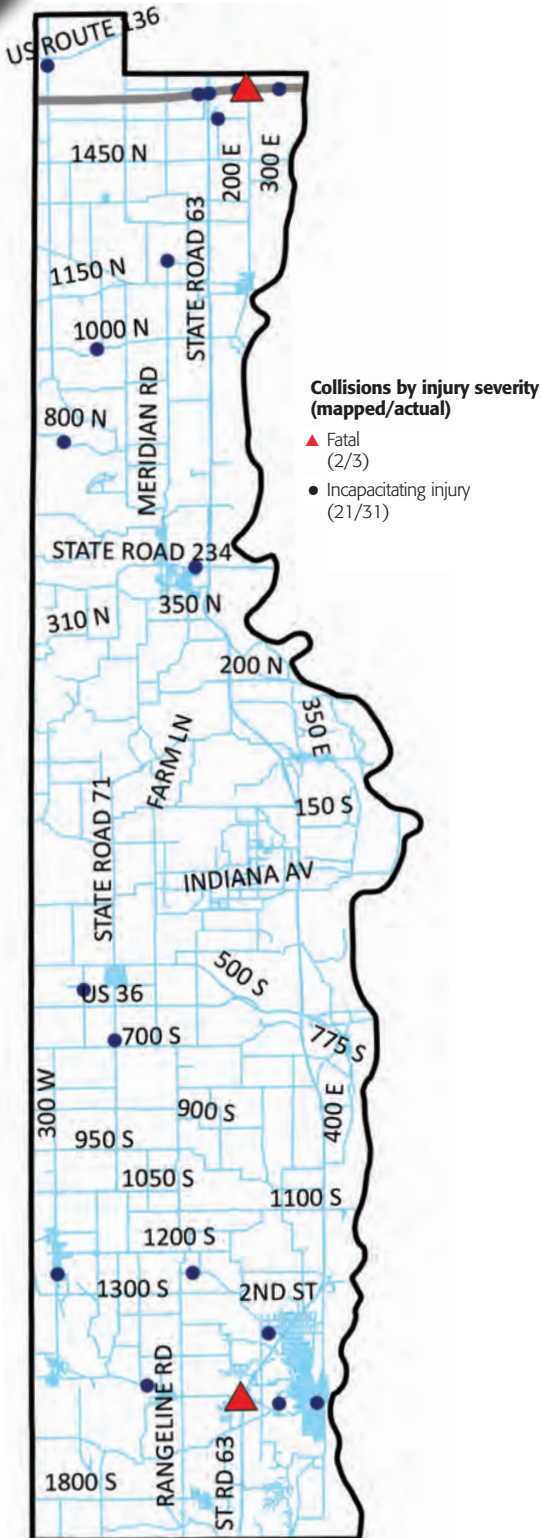 US ROUTE 136
1450 N
200 E
300 E
STATE ROAD 63
1150 N
1000 N
MERIDIAN RD
800 N
Collisions by injury severity
(mapped/actual)
Fatal
(2/3)
Incapacitating injury
(21/31)
STATE ROAD 234
350 N
310 N
200 N
350 E
FARM LN
150 S
STATE ROAD 71
INDIANA AV
500 S
US 36
700 S
775 S
300 W
900 S
400 E
950 S
1050 S
1100 S
1200 S
1300 S
2ND ST
RANGELINE RD
ST RD 63
1800 S